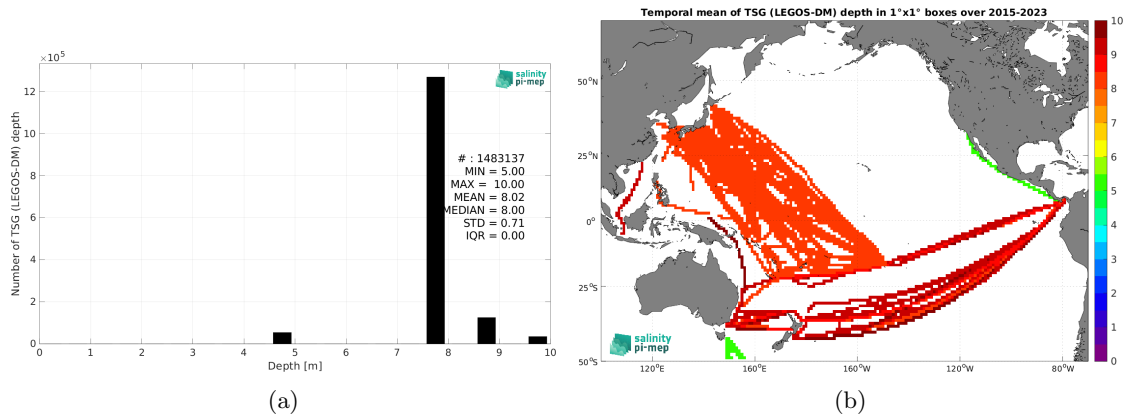 ×10⁵
12
10
8
6
4
2
0
0 1 2 3 4 5 6 7 8 9 10
Number of TSG (LEGOS-DM) depth
Depth [m]
salinity
pi-mep
# : 1483137
MIN = 5.00
MAX = 10.00
MEAN = 8.02
MEDIAN = 8.00
STD = 0.71
IQR = 0.00
(a)
Temporal mean of TSG (LEGOS-DM) depth in 1°x1° boxes over 2015-2023
50°N
25°N
0°
25°S
50°S
120°E 160°E 160°W 120°W 80°W
salinity
pi-mep
10
9
8
7
6
5
4
3
2
1
0
(b)